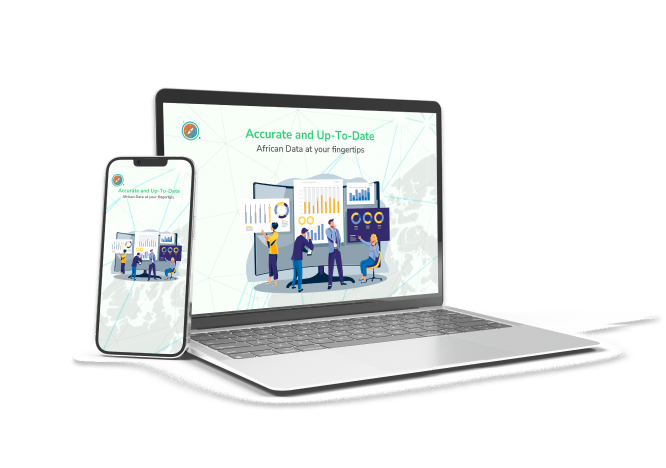 Accurate and Up-To-Date
African Data at your fingertips
Accurate and Up-To-Date
African Data at your fingertips